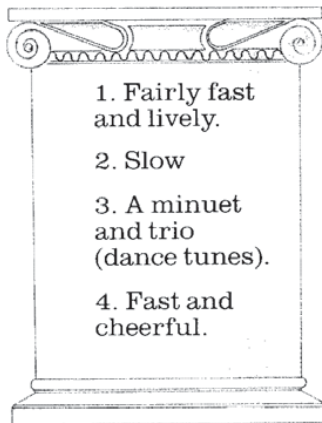 1. Fairly fast
and lively.
2. Slow
3. A minuet
and trio
(dance tunes).
4. Fast and
cheerful.